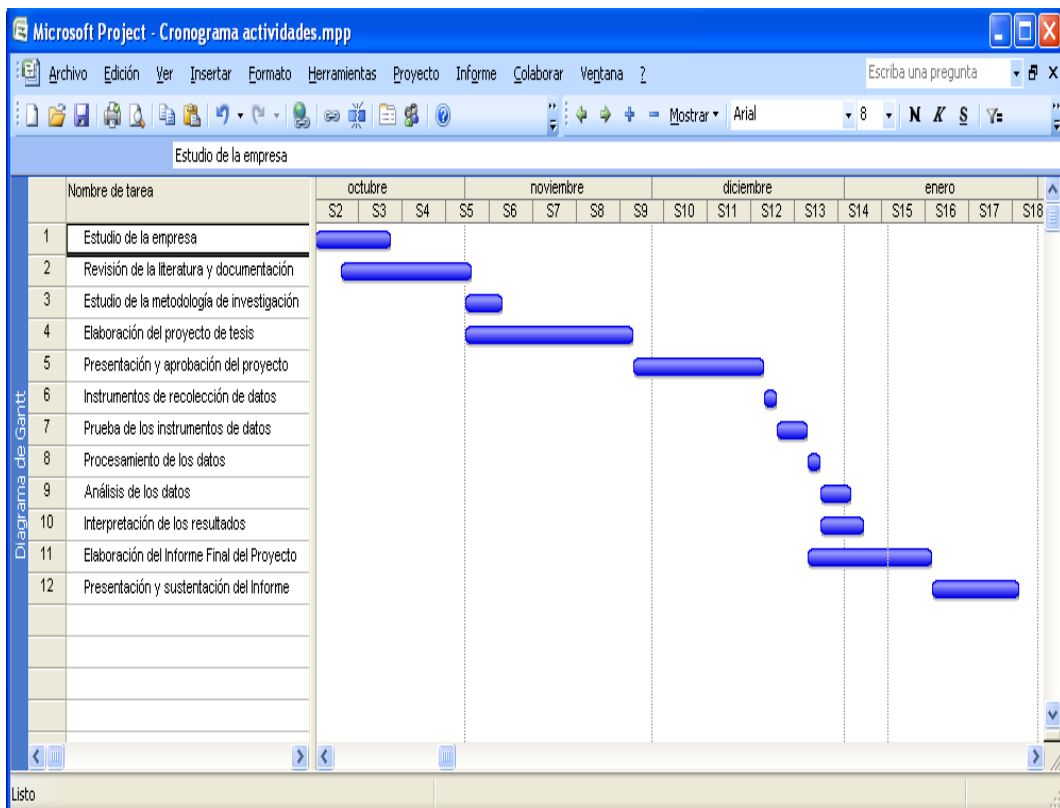 Microsoft Project - Cronograma actividades.mpp
Archivo Edición Ver Insertar Formato Herramientas Proyecto Informe Colaborar Ventana ? Escriba una pregunta
Mostrar Arial 8 N K S
Estudio de la empresa
Nombre de tarea octubre noviembre diciembre enero
S2 S3 S4 S5 S6 S7 S8 S9 S10 S11 S12 S13 S14 S15 S16 S17 S18
1 Estudio de la empresa
2 Revisión de la literatura y documentación
3 Estudio de la metodología de investigación
4 Elaboración del proyecto de tesis
5 Presentación y aprobación del proyecto
6 Instrumentos de recolección de datos
7 Prueba de los instrumentos de datos
8 Procesamiento de los datos
9 Análisis de los datos
10 Interpretación de los resultados
11 Elaboración del Informe Final del Proyecto
12 Presentación y sustentación del Informe
Diagrama de Gantt
Listo